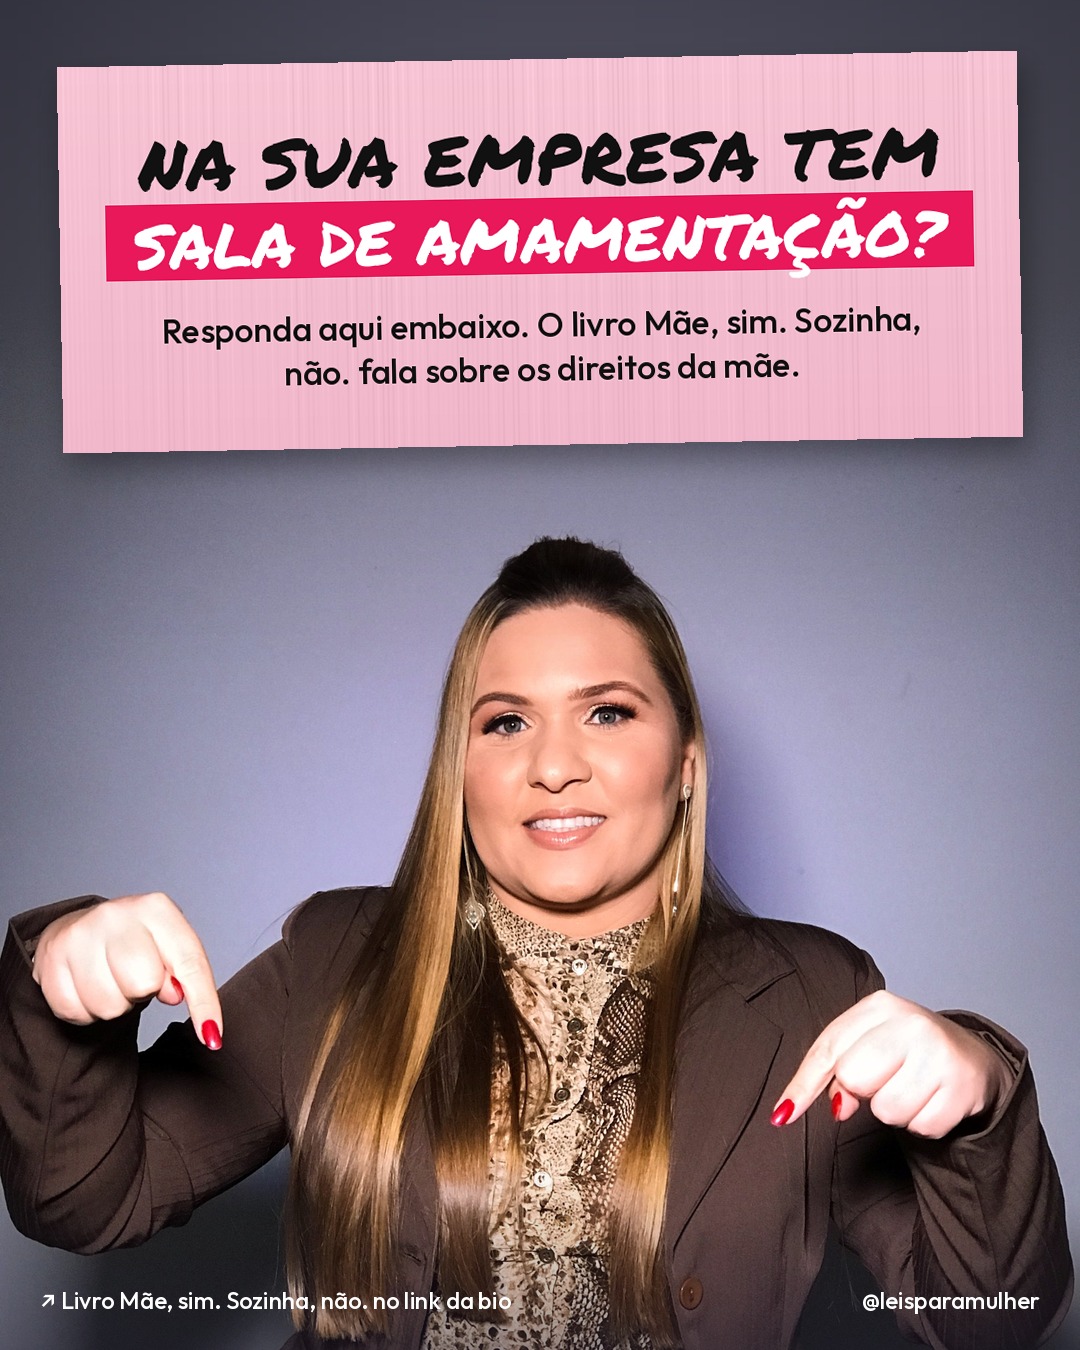 NA SUA EMPRESA TEM
SALA DE AMAMENTAÇÃO?
Responda aqui embaixo. O livro Mãe, sim. Sozinha,
não. fala sobre os direitos da mãe.
↗ Livro Mãe, sim. Sozinha, não. no link da bio
@leisparamulher